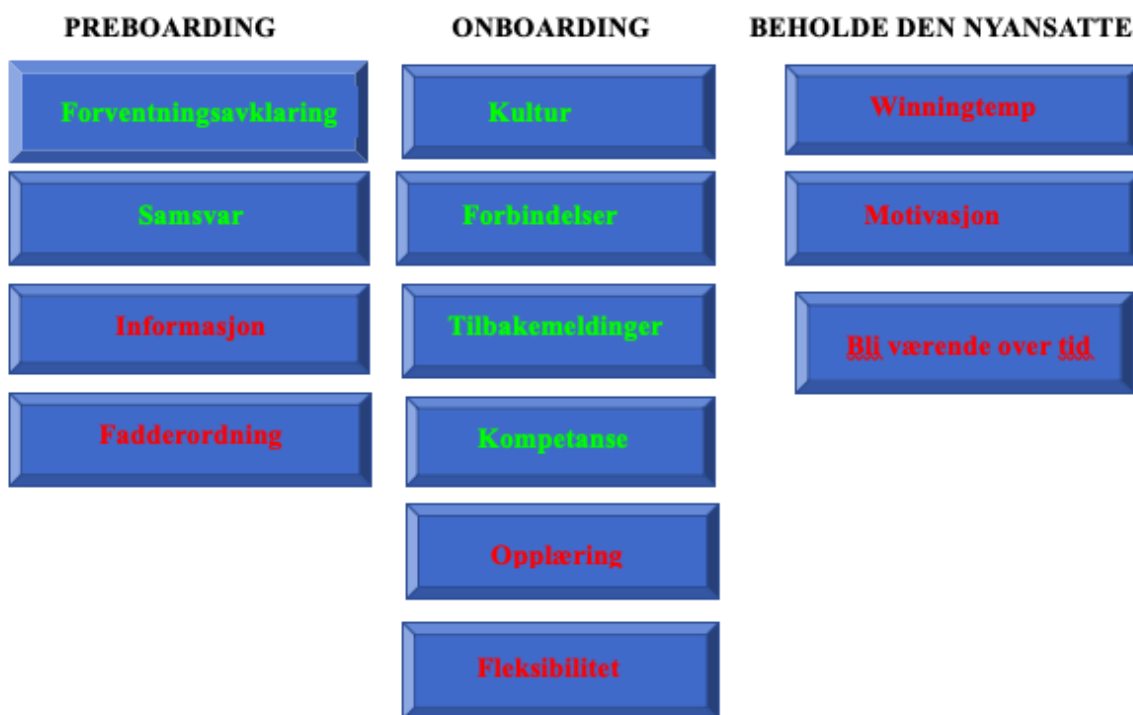 PREBOARDING
Forventningsavklaring
Samsvar
Informasjon
Fadderordning
ONBOARDING
Kultur
Forbindelser
Tilbakemeldinger
Kompetanse
Opplæring
Fleksibilitet
BEHOLDE DEN NYANSATTE
Winningtemp
Motivasjon
Bli værende over tid